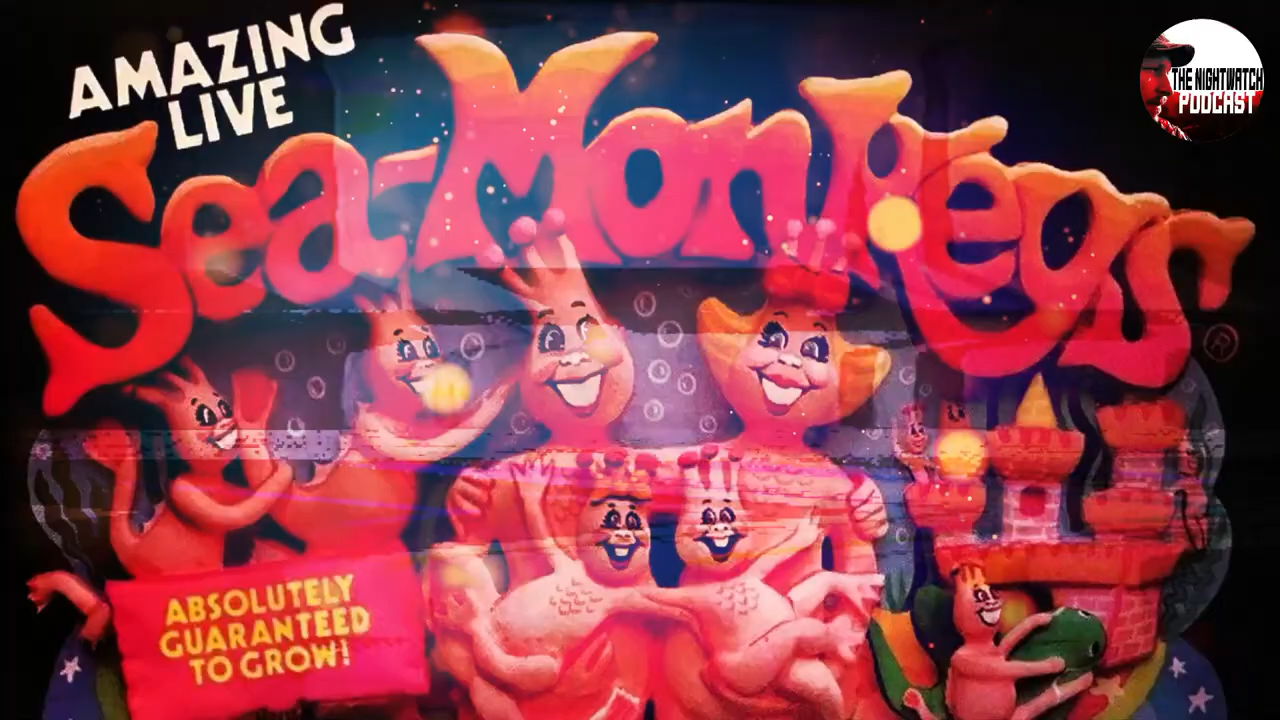 AMAZING
LIVE
Sea-Monkeys
®
THE NIGHTWATCH
PODCAST
ABSOLUTELY
GUARANTEED
TO GROW!